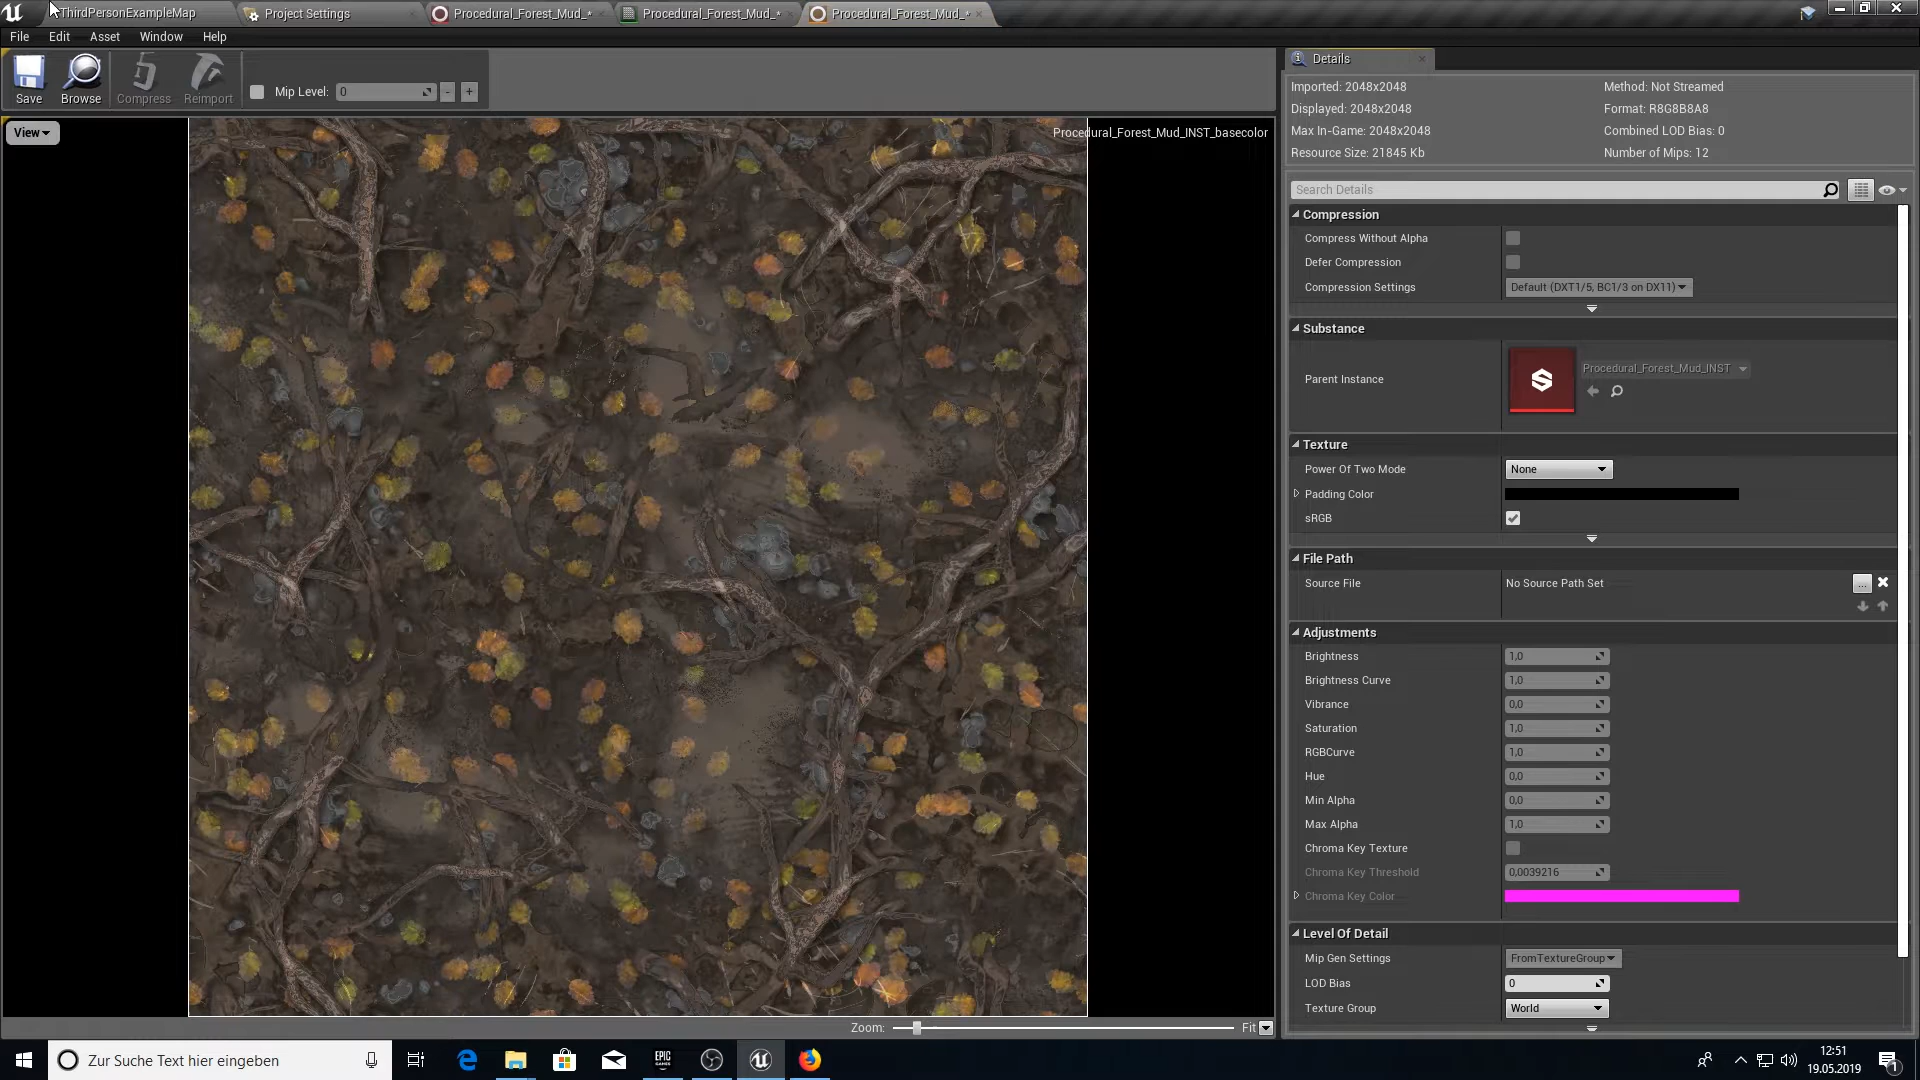 ThirdPersonExampleMap
Project Settings
Procedural_Forest_Mud_*
Procedural_Forest_Mud_*
Procedural_Forest_Mud_*
File Edit Asset Window Help
Save Browse Compress Reimport
Mip Level: 0 - +
View
Procedural_Forest_Mud_INST_basecolor
Details
Imported: 2048x2048
Method: Not Streamed
Displayed: 2048x2048
Format: R8G8B8A8
Max In-Game: 2048x2048
Combined LOD Bias: 0
Resource Size: 21845 Kb
Number of Mips: 12
Search Details
Compression
Compress Without Alpha
Defer Compression
Compression Settings Default (DXT1/5, BC1/3 on DX11)
Substance
Parent Instance Procedural_Forest_Mud_INST
Texture
Power Of Two Mode None
Padding Color
sRGB
File Path
Source File No Source Path Set ...
Adjustments
Brightness 1,0
Brightness Curve 1,0
Vibrance 0,0
Saturation 1,0
RGBCurve 1,0
Hue 0,0
Min Alpha 0,0
Max Alpha 1,0
Chroma Key Texture
Chroma Key Threshold 0,0039216
Chroma Key Color
Level Of Detail
Mip Gen Settings FromTextureGroup
LOD Bias 0
Texture Group World
Zoom: Fit
Zur Suche Text hier eingeben
EPIC GAMES
12:51
19.05.2019
1